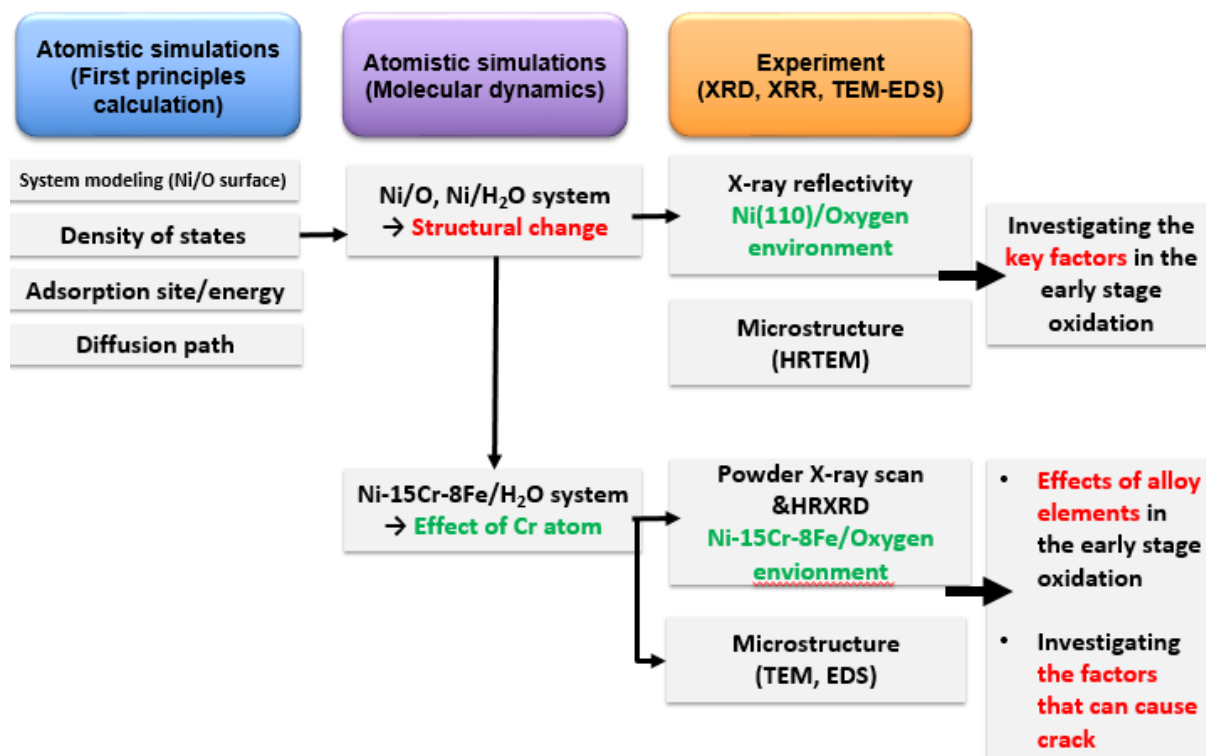 Atomistic simulations
(First principles
calculation)
Atomistic simulations
(Molecular dynamics)
Experiment
(XRD, XRR, TEM-EDS)
System modeling (Ni/O surface)
Density of states
Adsorption site/energy
Diffusion path
Ni/O, Ni/H₂O system
→ Structural change
X-ray reflectivity
Ni(110)/Oxygen
environment
Microstructure
(HRTEM)
Investigating the
key factors in the
early stage
oxidation
Ni-15Cr-8Fe/H₂O system
→ Effect of Cr atom
Powder X-ray scan
&HRXRD
Ni-15Cr-8Fe/Oxygen
envionment
Microstructure
(TEM, EDS)
• Effects of alloy
elements in
the early stage
oxidation
• Investigating
the factors
that can cause
crack